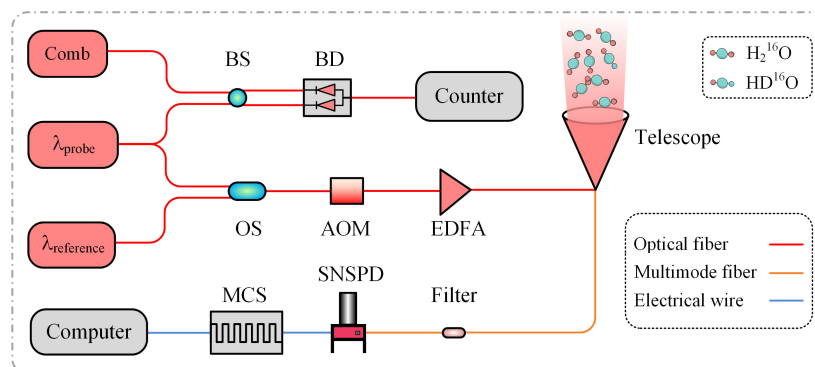 Comb
BS
BD
Counter
H₂¹⁶O
HD¹⁶O
λprobe
Telescope
λreference
OS
AOM
EDFA
Optical fiber
Multimode fiber
Electrical wire
SNSPD
MCS
Filter
Computer